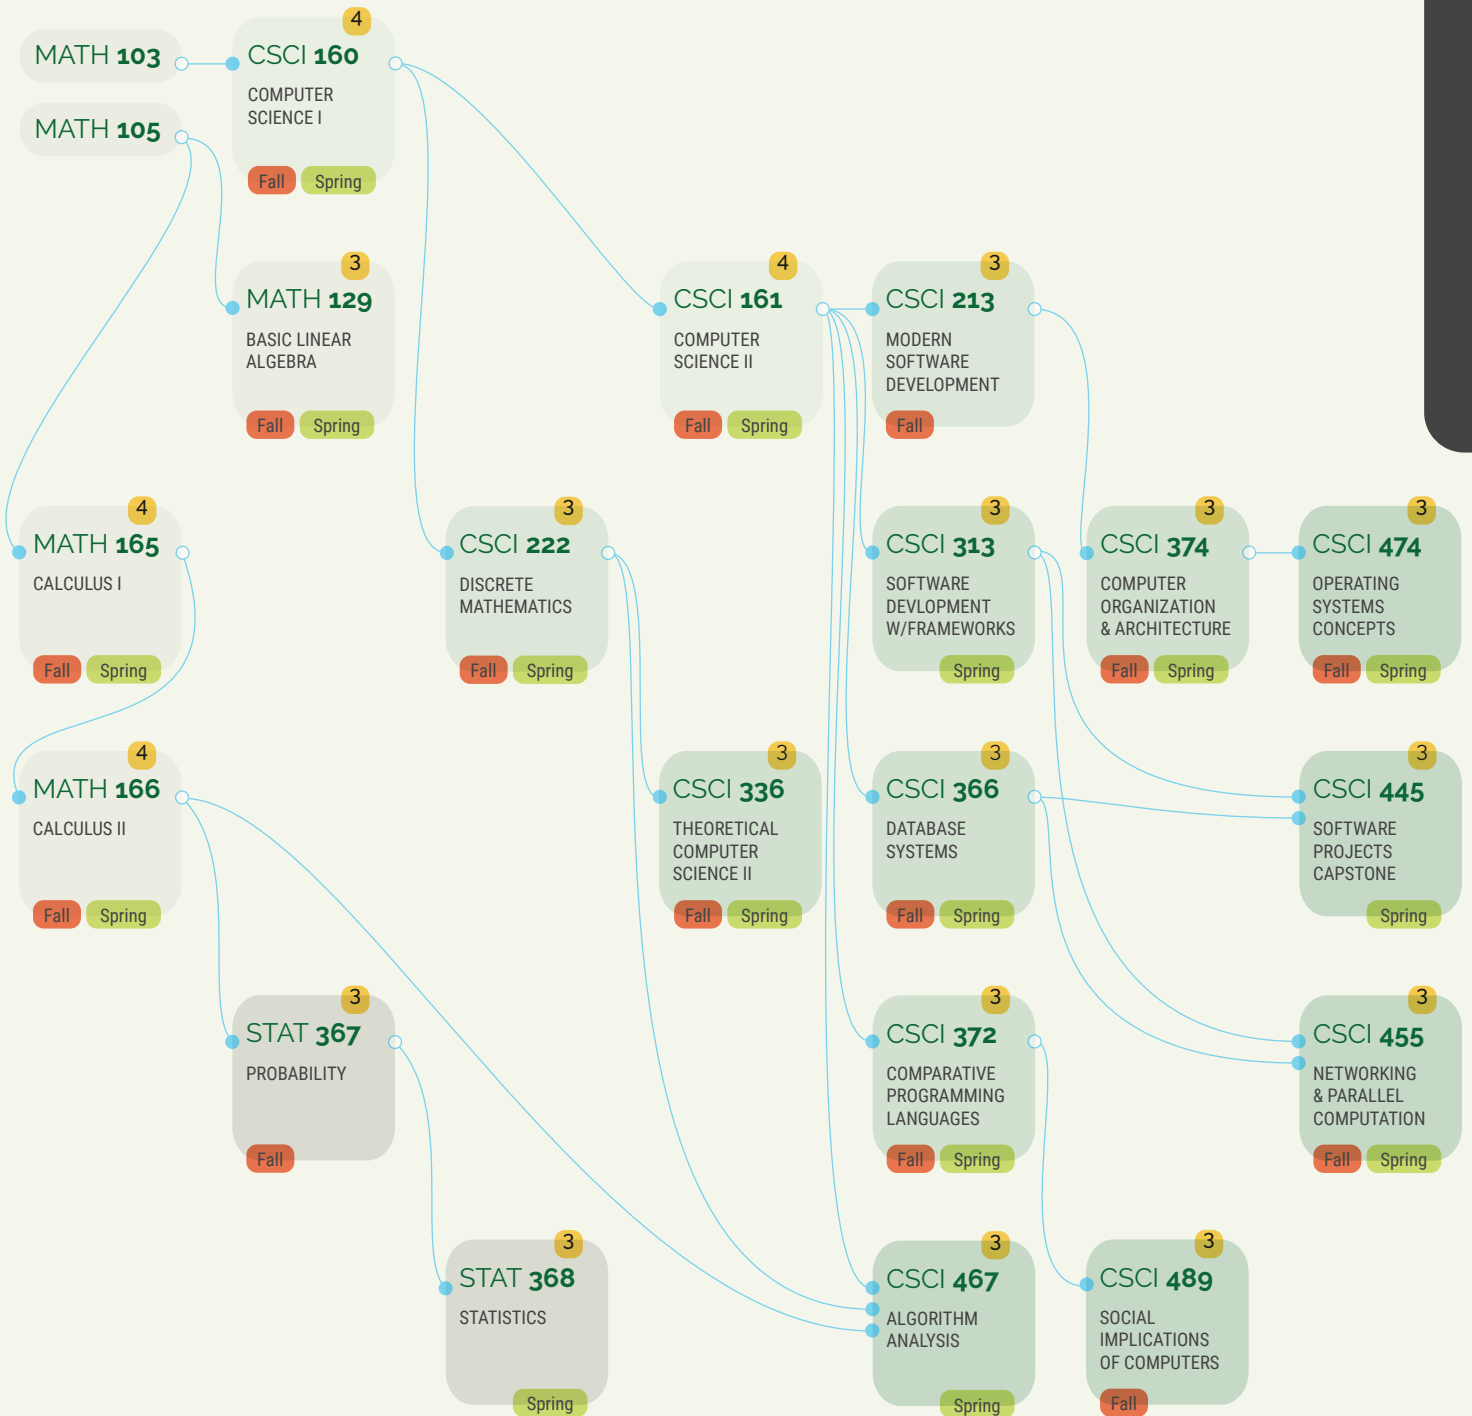 4
MATH 103
CSCI 160
COMPUTER
SCIENCE I
Fall Spring
MATH 105
3
MATH 129
BASIC LINEAR
ALGEBRA
Fall Spring
4
CSCI 161
COMPUTER
SCIENCE II
Fall Spring
3
CSCI 213
MODERN
SOFTWARE
DEVELOPMENT
Fall
4
MATH 165
CALCULUS I
Fall Spring
3
CSCI 222
DISCRETE
MATHEMATICS
Fall Spring
3
CSCI 313
SOFTWARE
DEVLOPMENT
W/FRAMEWORKS
Spring
3
CSCI 374
COMPUTER
ORGANIZATION
& ARCHITECTURE
Fall Spring
3
CSCI 474
OPERATING
SYSTEMS
CONCEPTS
Fall Spring
4
MATH 166
CALCULUS II
Fall Spring
3
CSCI 336
THEORETICAL
COMPUTER
SCIENCE II
Fall Spring
3
CSCI 366
DATABASE
SYSTEMS
Fall Spring
3
CSCI 445
SOFTWARE
PROJECTS
CAPSTONE
Spring
3
STAT 367
PROBABILITY
Fall
3
CSCI 372
COMPARATIVE
PROGRAMMING
LANGUAGES
Fall Spring
3
CSCI 455
NETWORKING
& PARALLEL
COMPUTATION
Fall Spring
3
STAT 368
STATISTICS
Spring
3
CSCI 467
ALGORITHM
ANALYSIS
Spring
3
CSCI 489
SOCIAL
IMPLICATIONS
OF COMPUTERS
Fall